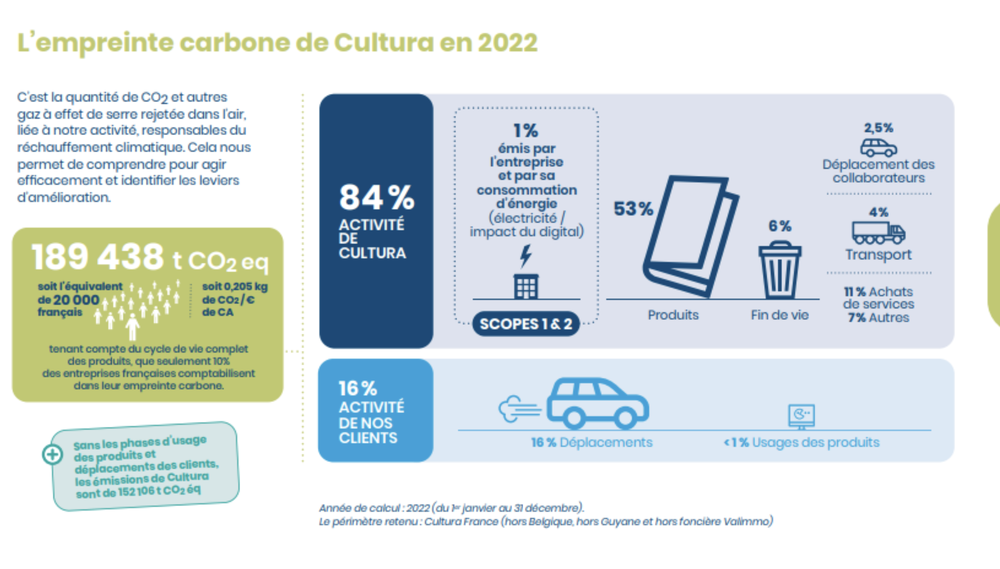 L'empreinte carbone de Cultura en 2022
C'est la quantité de CO2 et autres
gaz à effet de serre rejetée dans l'air,
liée à notre activité, responsables du
réchauffement climatique. Cela nous
permet de comprendre pour agir
efficacement et identifier les leviers
d'amélioration.
189 438 t CO2 eq
soit l'équivalent
de 20 000
français
soit 0,205 kg
de CO2/€
de CA
tenant compte du cycle de vie complet
des produits, que seulement 10%
des entreprises françaises comptabilisent
dans leur empreinte carbone.
Sans les phases d'usage
des produits et
déplacements des clients,
les émissions de Cultura
sont de 152 106 t CO2 éq
84%
ACTIVITÉ
DE
CULTURA
1%
émis par
l'entreprise
et par sa
consommation
d'énergie
(électricité /
impact du digital)
SCOPES 1 & 2
53%
Produits
6%
Fin de vie
2,5%
Déplacement des
collaborateurs
4%
Transport
11% Achats
de services
7% Autres
16%
ACTIVITÉ
DE NOS
CLIENTS
16% Déplacements
<1% Usages des produits
Année de calcul : 2022 (du 1er janvier au 31 décembre).
Le périmètre retenu : Cultura France (hors Belgique, hors Guyane et hors foncière Valimmo)